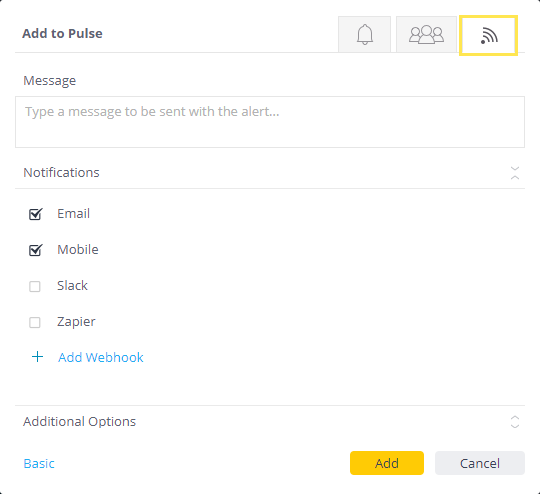 Add to Pulse
Message
Type a message to be sent with the alert...
Notifications
Email
Mobile
Slack
Zapier
Add Webhook
Additional Options
Basic
Add
Cancel